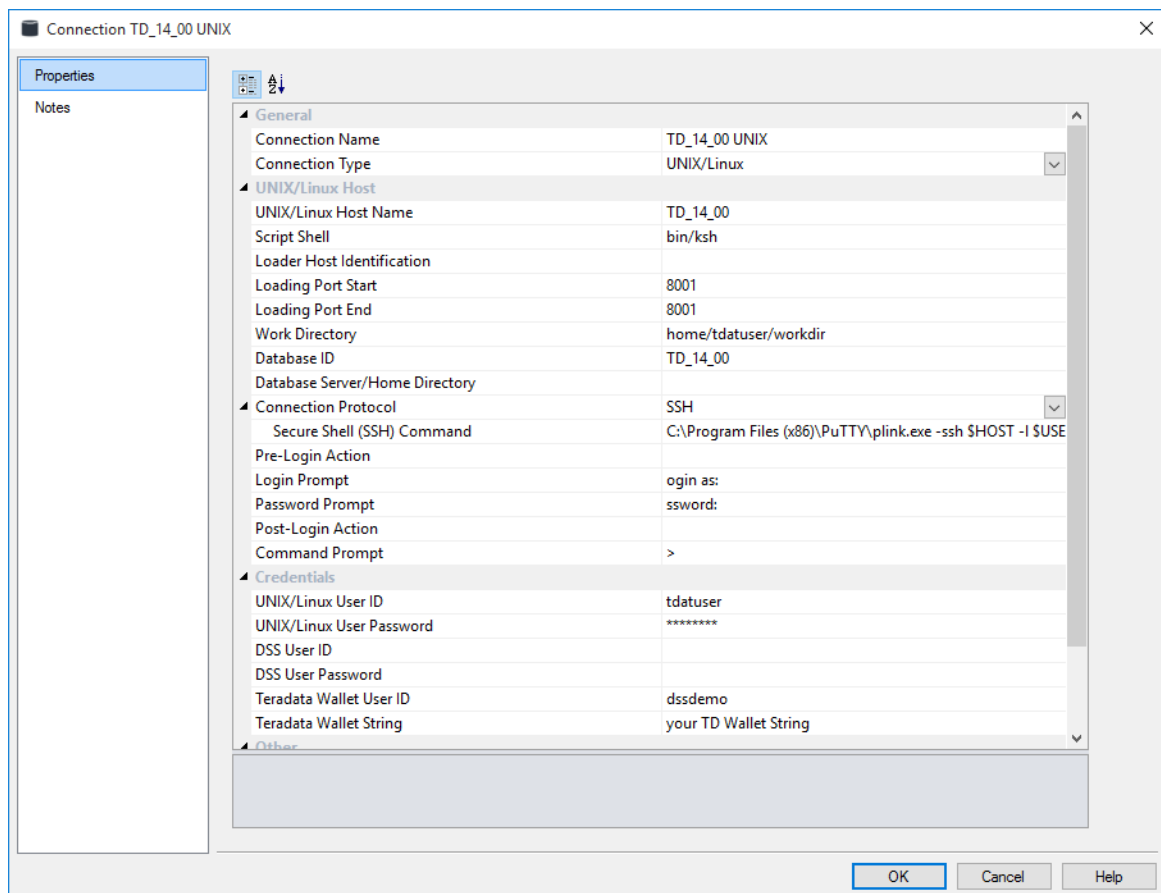 Connection TD_14_00 UNIX
Properties
Notes
General
Connection Name TD_14_00 UNIX
Connection Type UNIX/Linux
UNIX/Linux Host
UNIX/Linux Host Name TD_14_00
Script Shell bin/ksh
Loader Host Identification
Loading Port Start 8001
Loading Port End 8001
Work Directory home/tdatuser/workdir
Database ID TD_14_00
Database Server/Home Directory
Connection Protocol SSH
Secure Shell (SSH) Command C:\Program Files (x86)\PuTTY\plink.exe -ssh $HOST -l $USE
Pre-Login Action
Login Prompt ogin as:
Password Prompt ssword:
Post-Login Action
Command Prompt >
Credentials
UNIX/Linux User ID tdatuser
UNIX/Linux User Password ********
DSS User ID
DSS User Password
Teradata Wallet User ID dssdemo
Teradata Wallet String your TD Wallet String
Other
OK Cancel Help